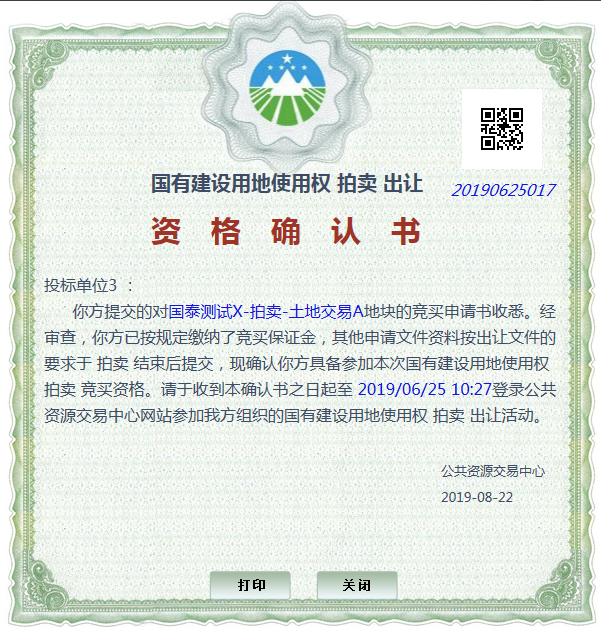 国有建设用地使用权 拍卖 出让
20190625017
资格确认书
投标单位3 :
你方提交的对国泰测试X-拍卖-土地交易A地块的竞买申请书收悉。经
审查，你方已按规定缴纳了竞买保证金，其他申请文件资料按出让文件的
要求于 拍卖 结束后提交，现确认你方具备参加本次国有建设用地使用权
拍卖 竞买资格。请于收到本确认书之日起至 2019/06/25 10:27登录公共
资源交易中心网站参加我方组织的国有建设用地使用权 拍卖 出让活动。
公共资源交易中心
2019-08-22
打印 关闭